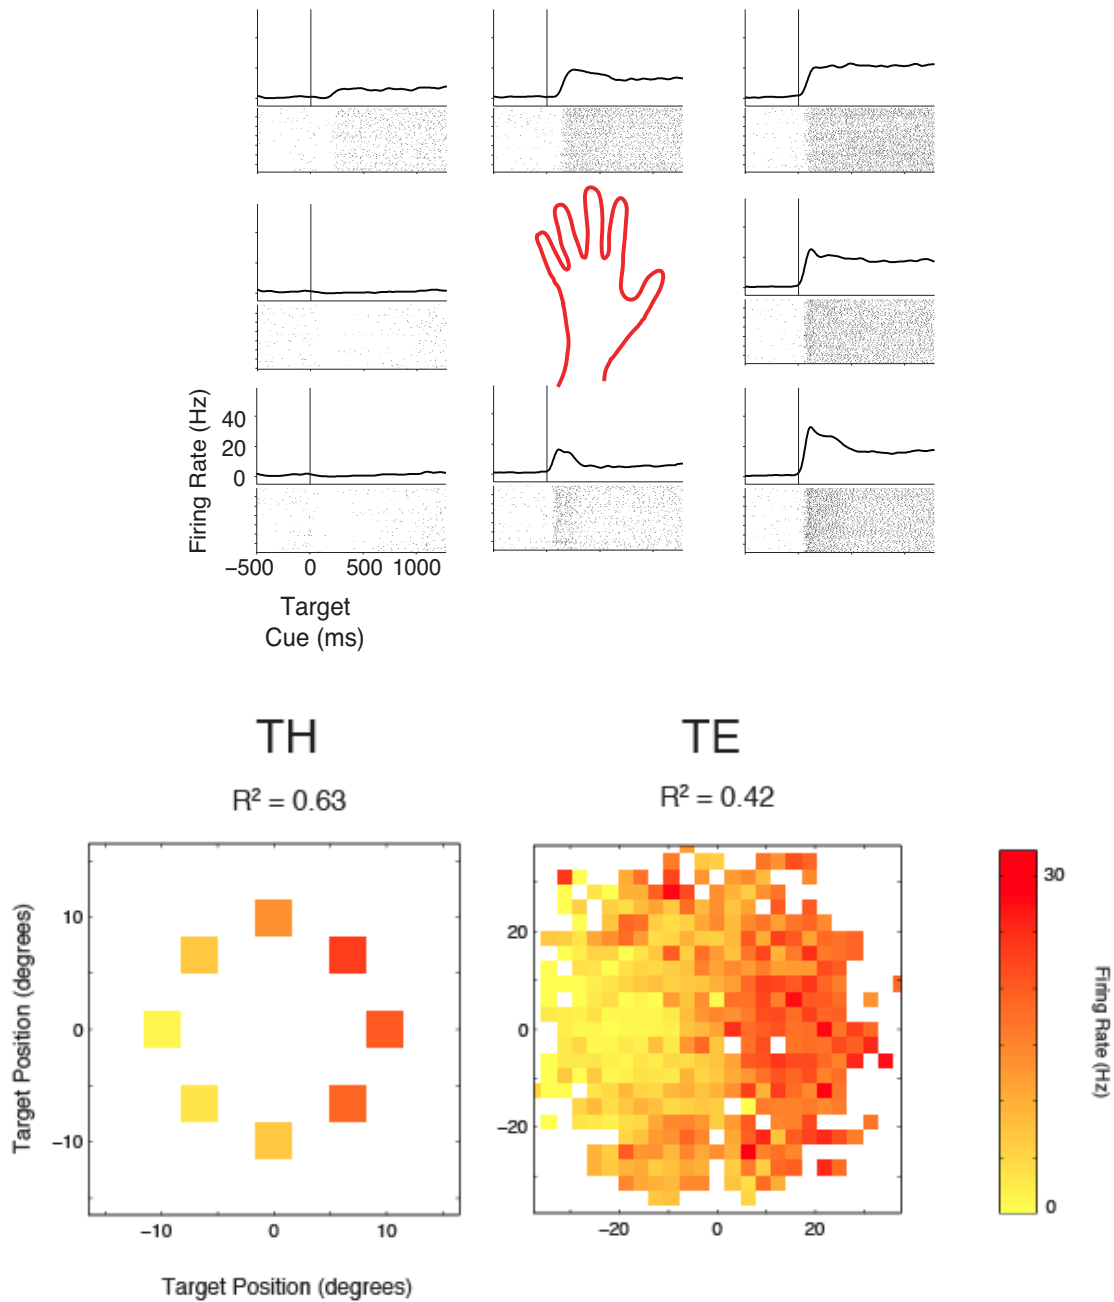 Firing Rate (Hz)
40
20
0
−500 0 500 1000
Target
Cue (ms)
TH TE
R² = 0.63 R² = 0.42
Target Position (degrees)
10
0
−10
−10 0 10
Target Position (degrees)
20
0
−20
−20 0 20
30
0
Firing Rate (Hz)